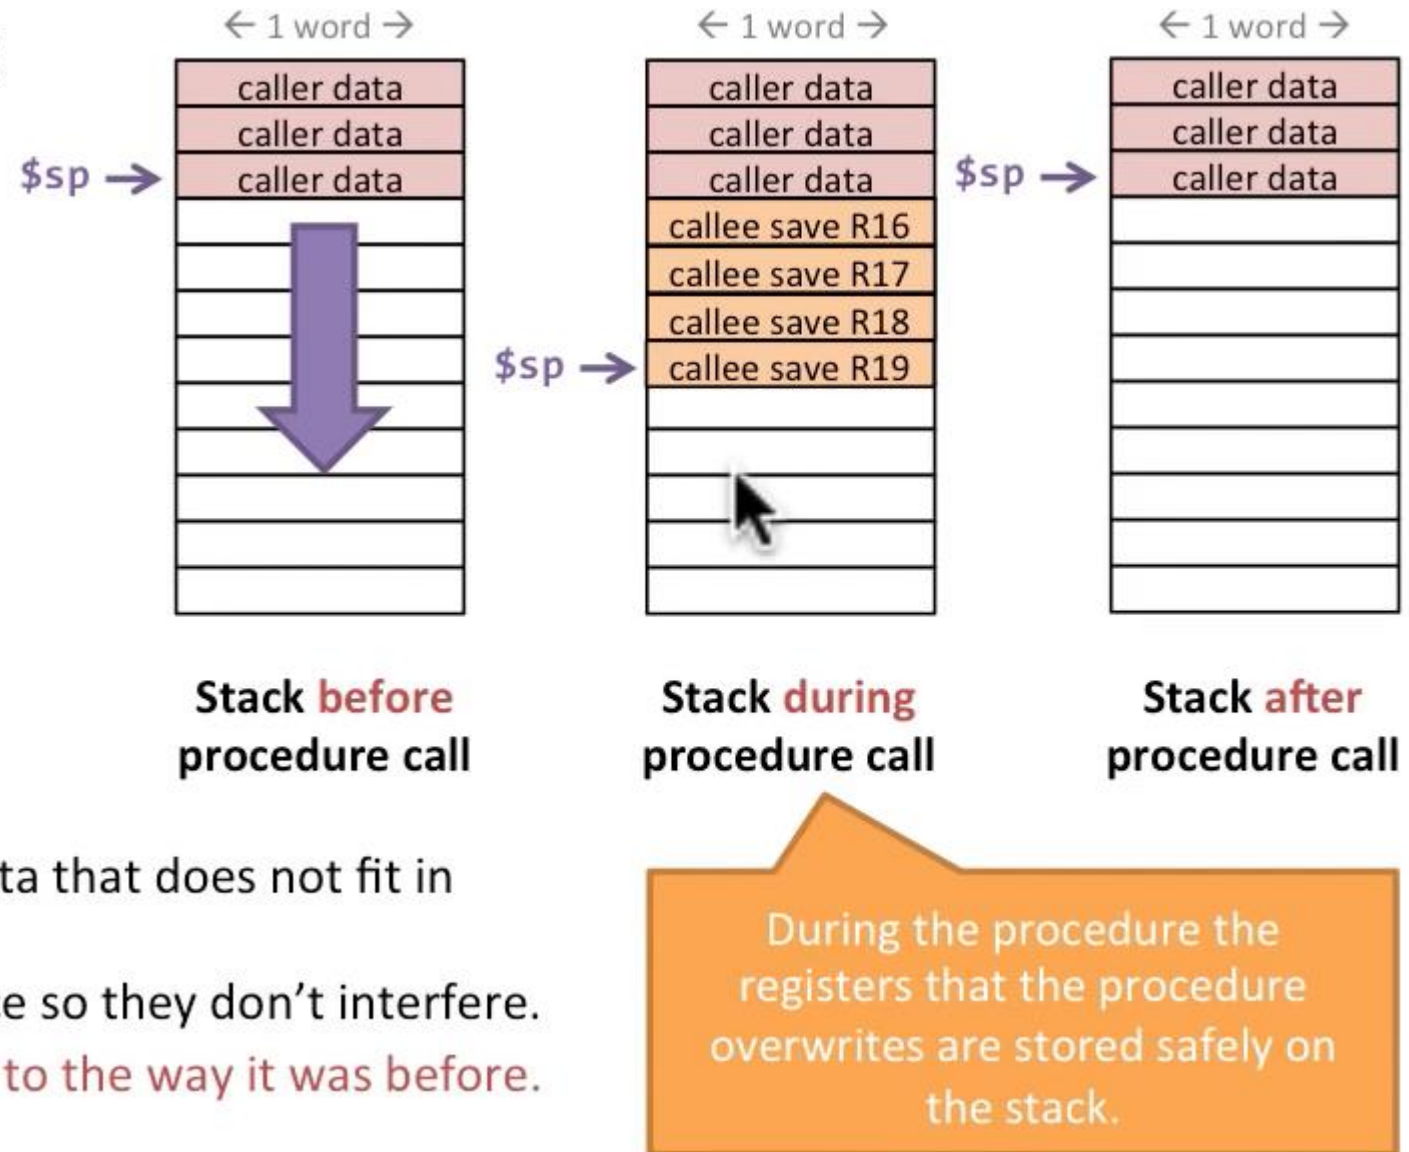 ← 1 word →
caller data
caller data
$sp → caller data
Stack before
procedure call
← 1 word →
caller data
caller data
caller data
callee save R16
callee save R17
callee save R18
$sp → callee save R19
Stack during
procedure call
← 1 word →
caller data
caller data
$sp → caller data
Stack after
procedure call
ta that does not fit in
e so they don't interfere.
to the way it was before.
During the procedure the
registers that the procedure
overwrites are stored safely on
the stack.